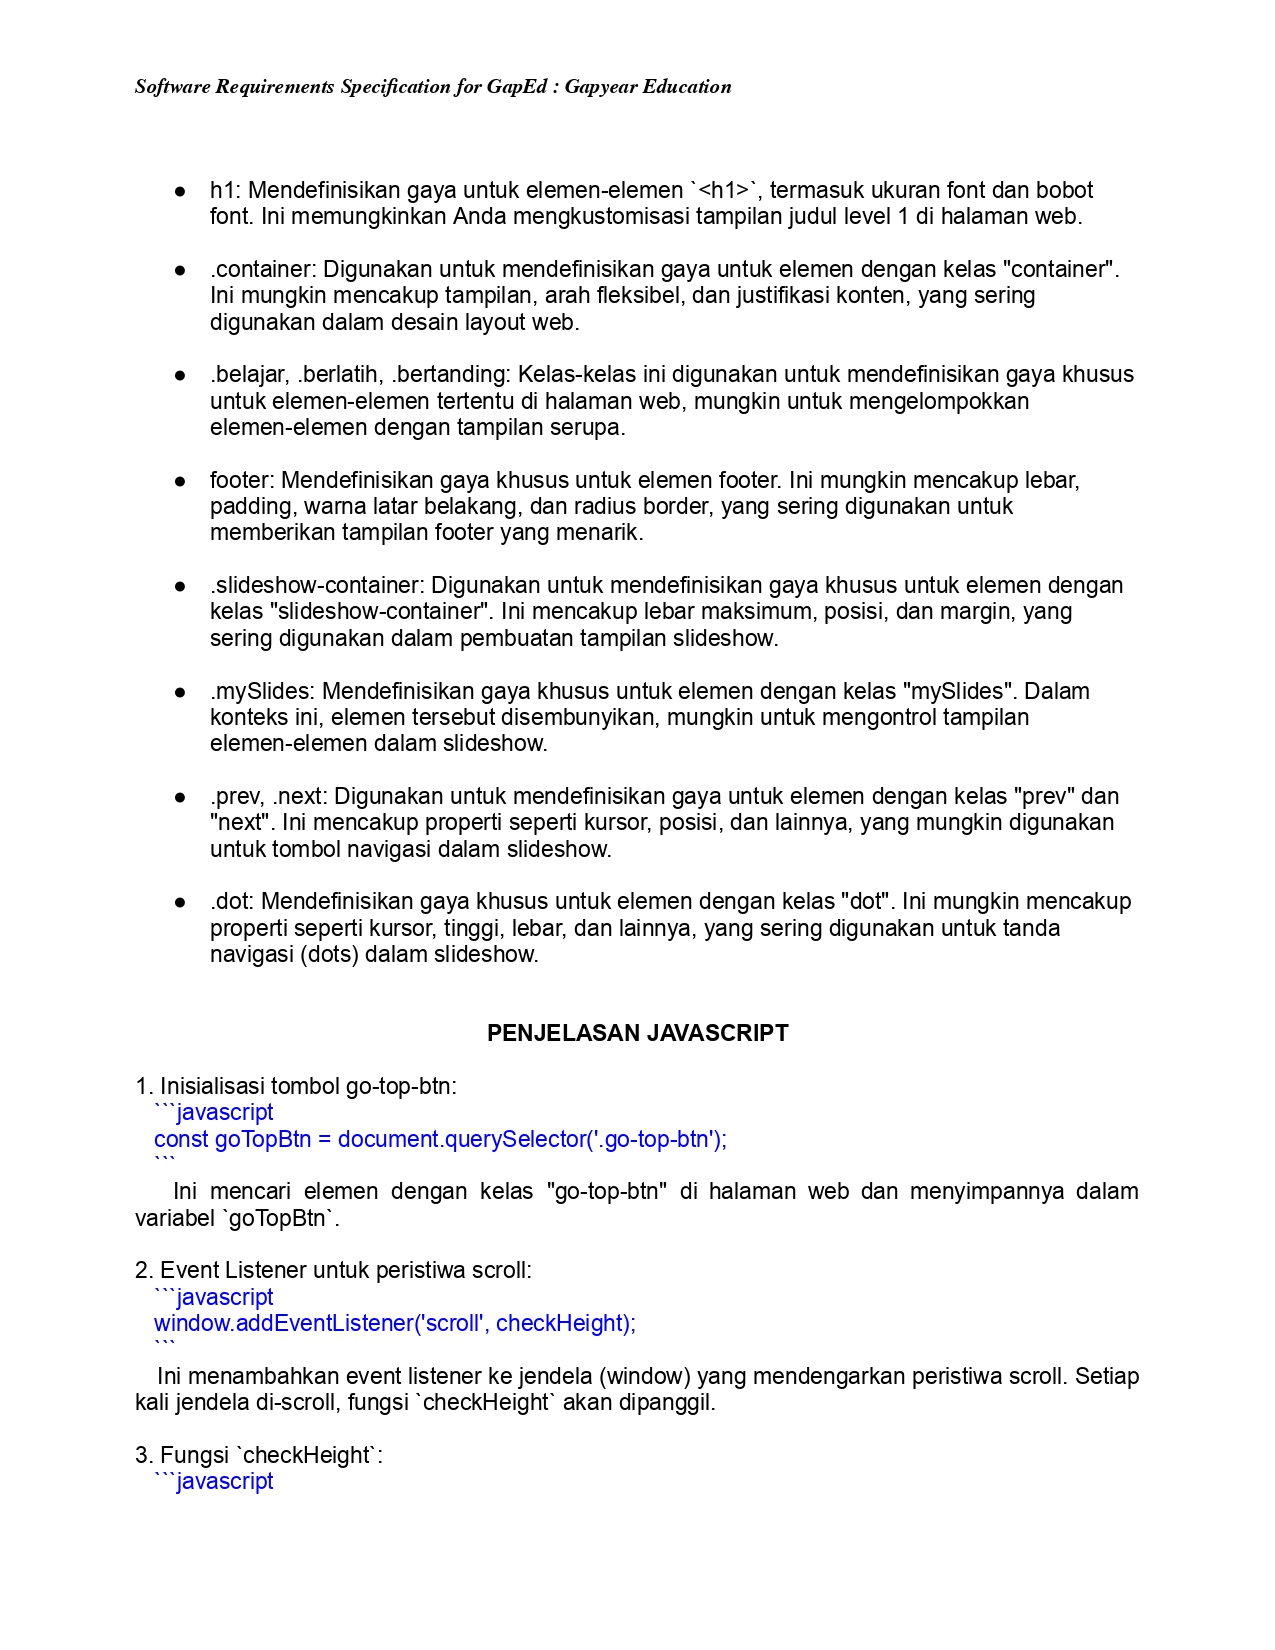 Software Requirements Specification for GapEd : Gapyear Education
● h1: Mendefinisikan gaya untuk elemen-elemen `<h1>`, termasuk ukuran font dan bobot
font. Ini memungkinkan Anda mengkustomisasi tampilan judul level 1 di halaman web.
● .container: Digunakan untuk mendefinisikan gaya untuk elemen dengan kelas "container".
Ini mungkin mencakup tampilan, arah fleksibel, dan justifikasi konten, yang sering
digunakan dalam desain layout web.
● .belajar, .berlatih, .bertanding: Kelas-kelas ini digunakan untuk mendefinisikan gaya khusus
untuk elemen-elemen tertentu di halaman web, mungkin untuk mengelompokkan
elemen-elemen dengan tampilan serupa.
● footer: Mendefinisikan gaya khusus untuk elemen footer. Ini mungkin mencakup lebar,
padding, warna latar belakang, dan radius border, yang sering digunakan untuk
memberikan tampilan footer yang menarik.
● .slideshow-container: Digunakan untuk mendefinisikan gaya khusus untuk elemen dengan
kelas "slideshow-container". Ini mencakup lebar maksimum, posisi, dan margin, yang
sering digunakan dalam pembuatan tampilan slideshow.
● .mySlides: Mendefinisikan gaya khusus untuk elemen dengan kelas "mySlides". Dalam
konteks ini, elemen tersebut disembunyikan, mungkin untuk mengontrol tampilan
elemen-elemen dalam slideshow.
● .prev, .next: Digunakan untuk mendefinisikan gaya untuk elemen dengan kelas "prev" dan
"next". Ini mencakup properti seperti kursor, posisi, dan lainnya, yang mungkin digunakan
untuk tombol navigasi dalam slideshow.
● .dot: Mendefinisikan gaya khusus untuk elemen dengan kelas "dot". Ini mungkin mencakup
properti seperti kursor, tinggi, lebar, dan lainnya, yang sering digunakan untuk tanda
navigasi (dots) dalam slideshow.
PENJELASAN JAVASCRIPT
1. Inisialisasi tombol go-top-btn:
```javascript
const goTopBtn = document.querySelector('.go-top-btn');
```
Ini mencari elemen dengan kelas "go-top-btn" di halaman web dan menyimpannya dalam
variabel `goTopBtn`.
2. Event Listener untuk peristiwa scroll:
```javascript
window.addEventListener('scroll', checkHeight);
```
Ini menambahkan event listener ke jendela (window) yang mendengarkan peristiwa scroll. Setiap
kali jendela di-scroll, fungsi `checkHeight` akan dipanggil.
3. Fungsi `checkHeight`:
```javascript